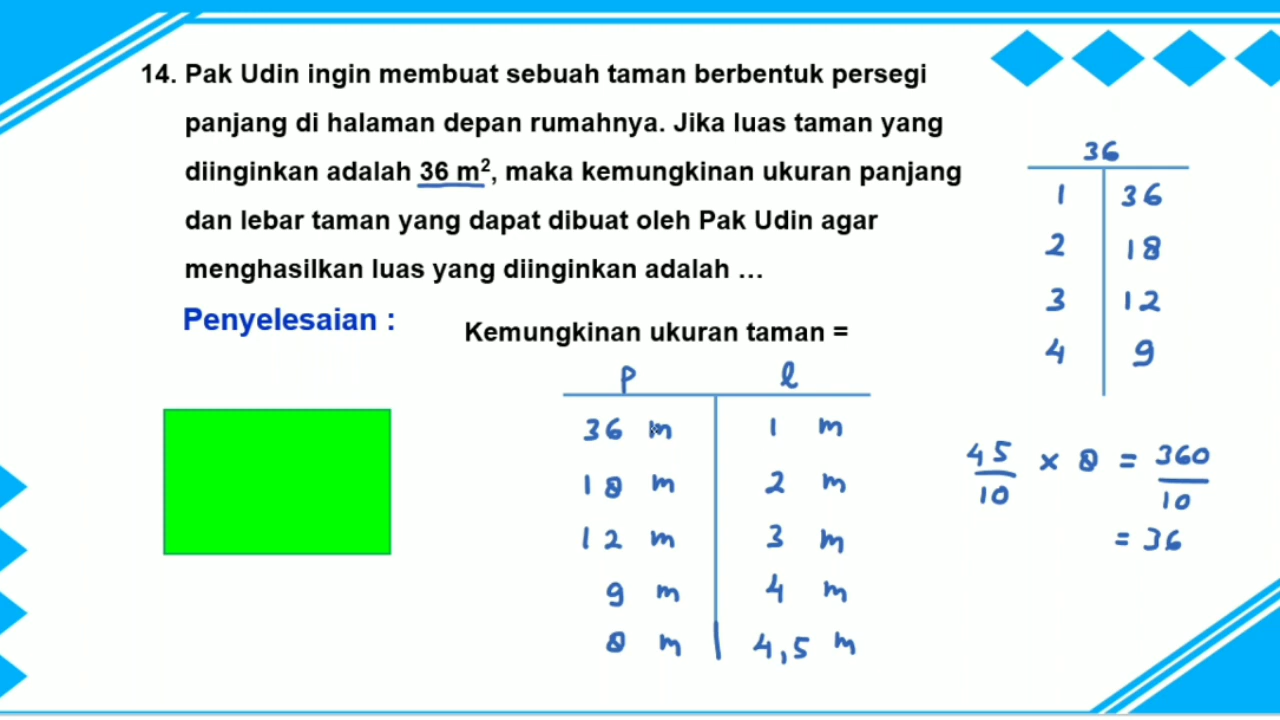 14. Pak Udin ingin membuat sebuah taman berbentuk persegi
panjang di halaman depan rumahnya. Jika luas taman yang
diinginkan adalah 36 m², maka kemungkinan ukuran panjang
dan lebar taman yang dapat dibuat oleh Pak Udin agar
menghasilkan luas yang diinginkan adalah ...
Penyelesaian :
Kemungkinan ukuran taman =
p l
36 m 1 m
18 m 2 m
12 m 3 m
9 m 4 m
8 m 4,5 m
36
1 36
2 18
3 12
4 9
45/10 × 8 = 360/10
= 36